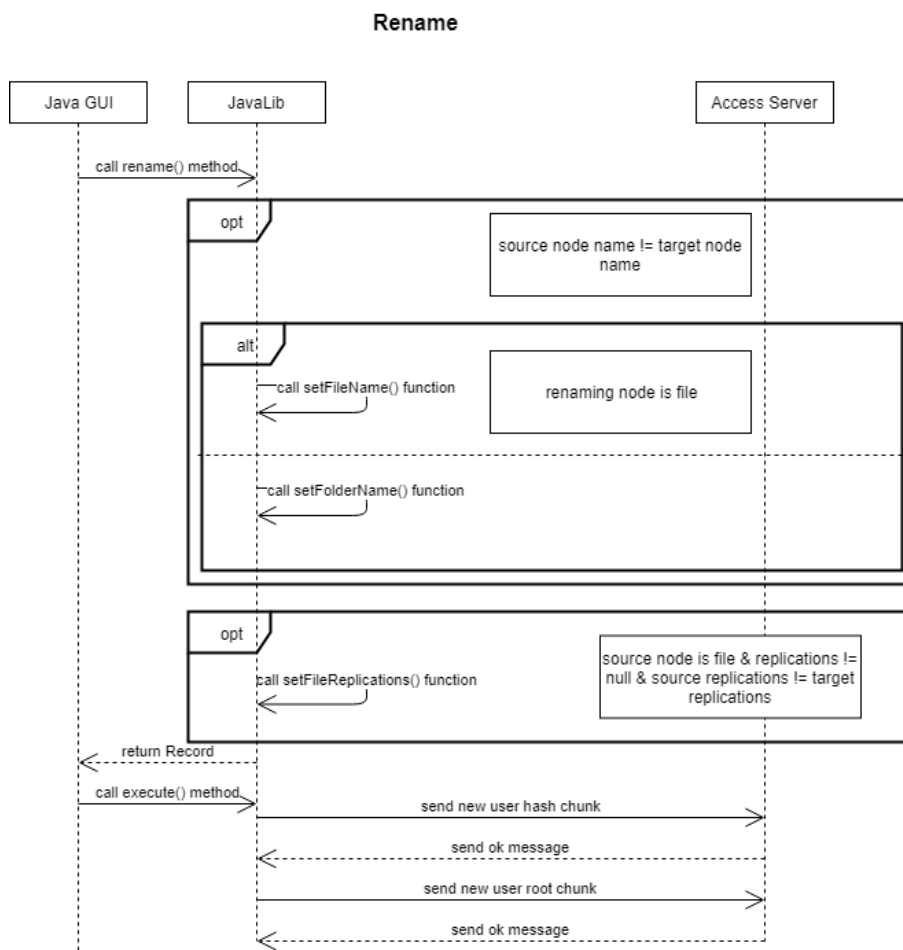 Rename
Java GUI
JavaLib
Access Server
call rename() method
opt
source node name != target node
name
alt
call setFileName() function
renaming node is file
call setFolderName() function
opt
source node is file & replications !=
null & source replications != target
replications
call setFileReplications() function
return Record
call execute() method
send new user hash chunk
send ok message
send new user root chunk
send ok message